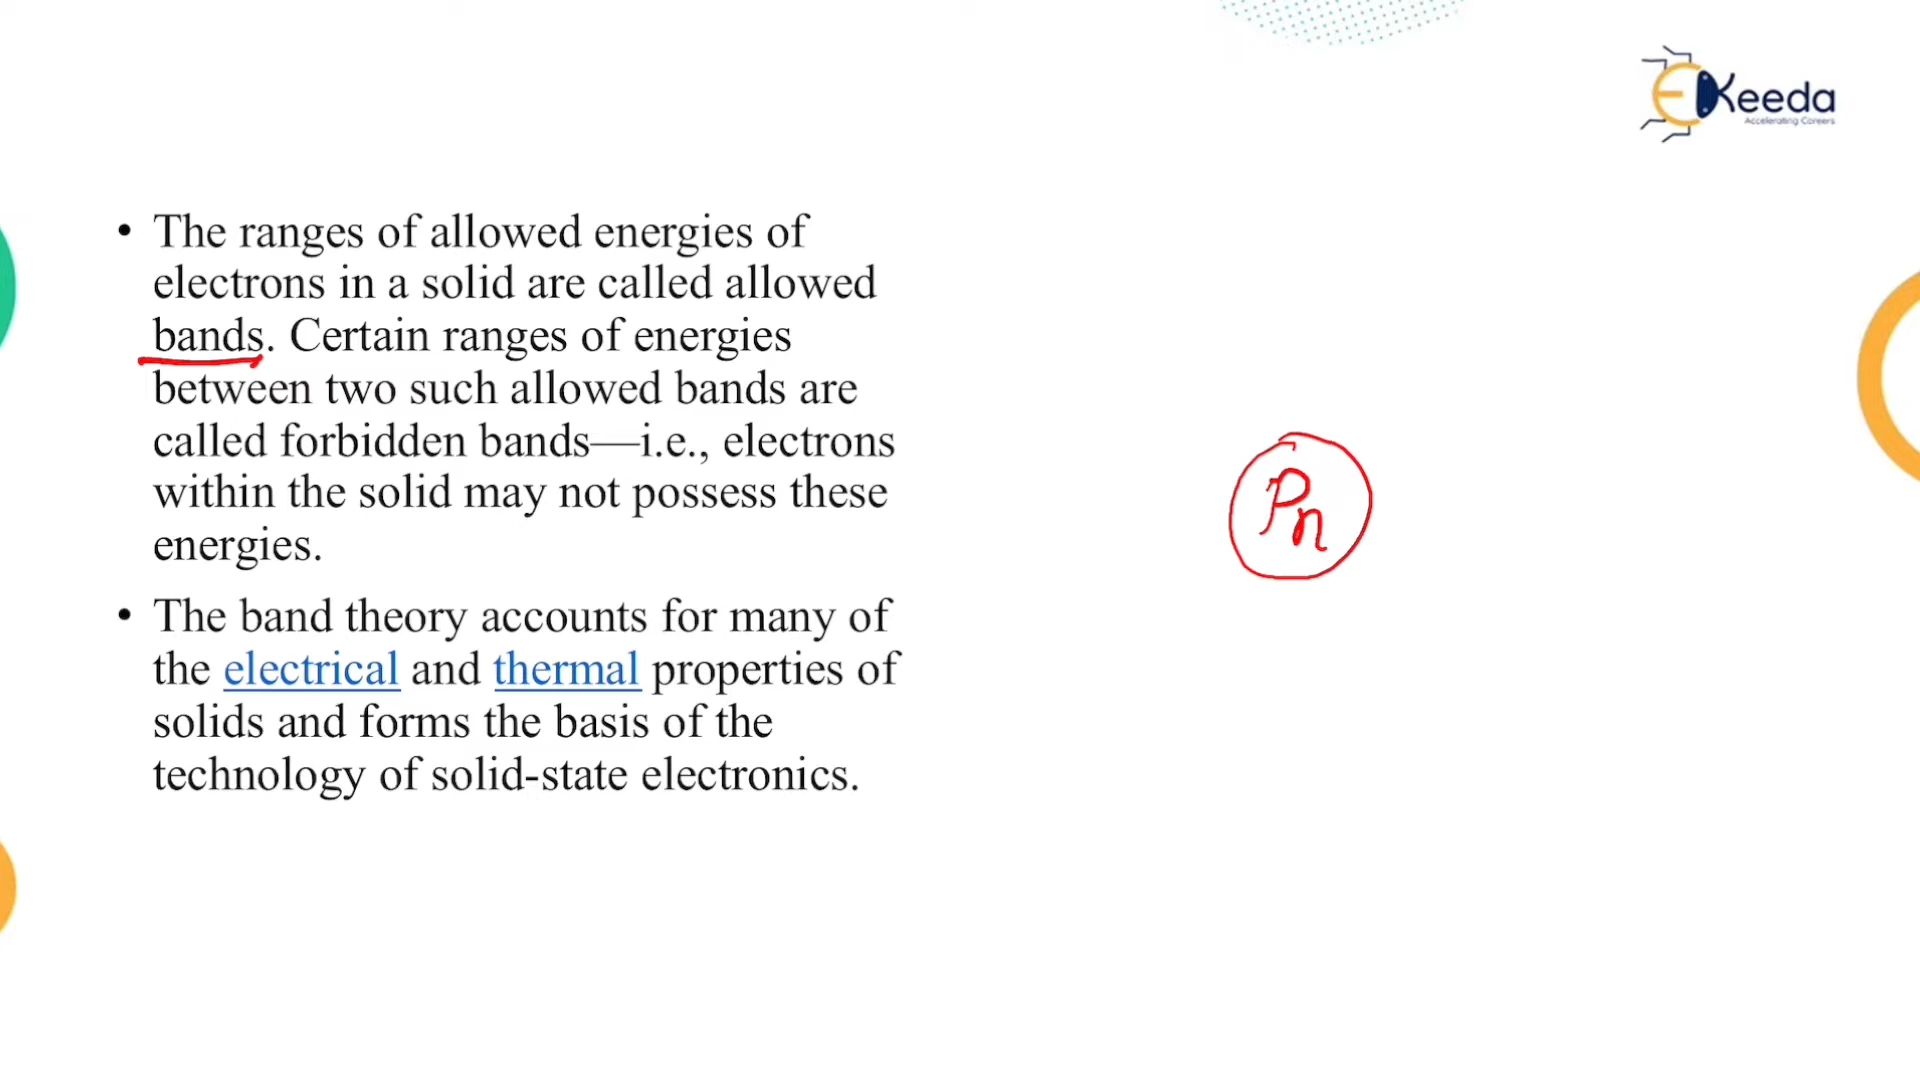 EKeeda
Accelerating Careers
• The ranges of allowed energies of
electrons in a solid are called allowed
bands. Certain ranges of energies
between two such allowed bands are
called forbidden bands—i.e., electrons
within the solid may not possess these
energies.
• The band theory accounts for many of
the electrical and thermal properties of
solids and forms the basis of the
technology of solid-state electronics.
Pn